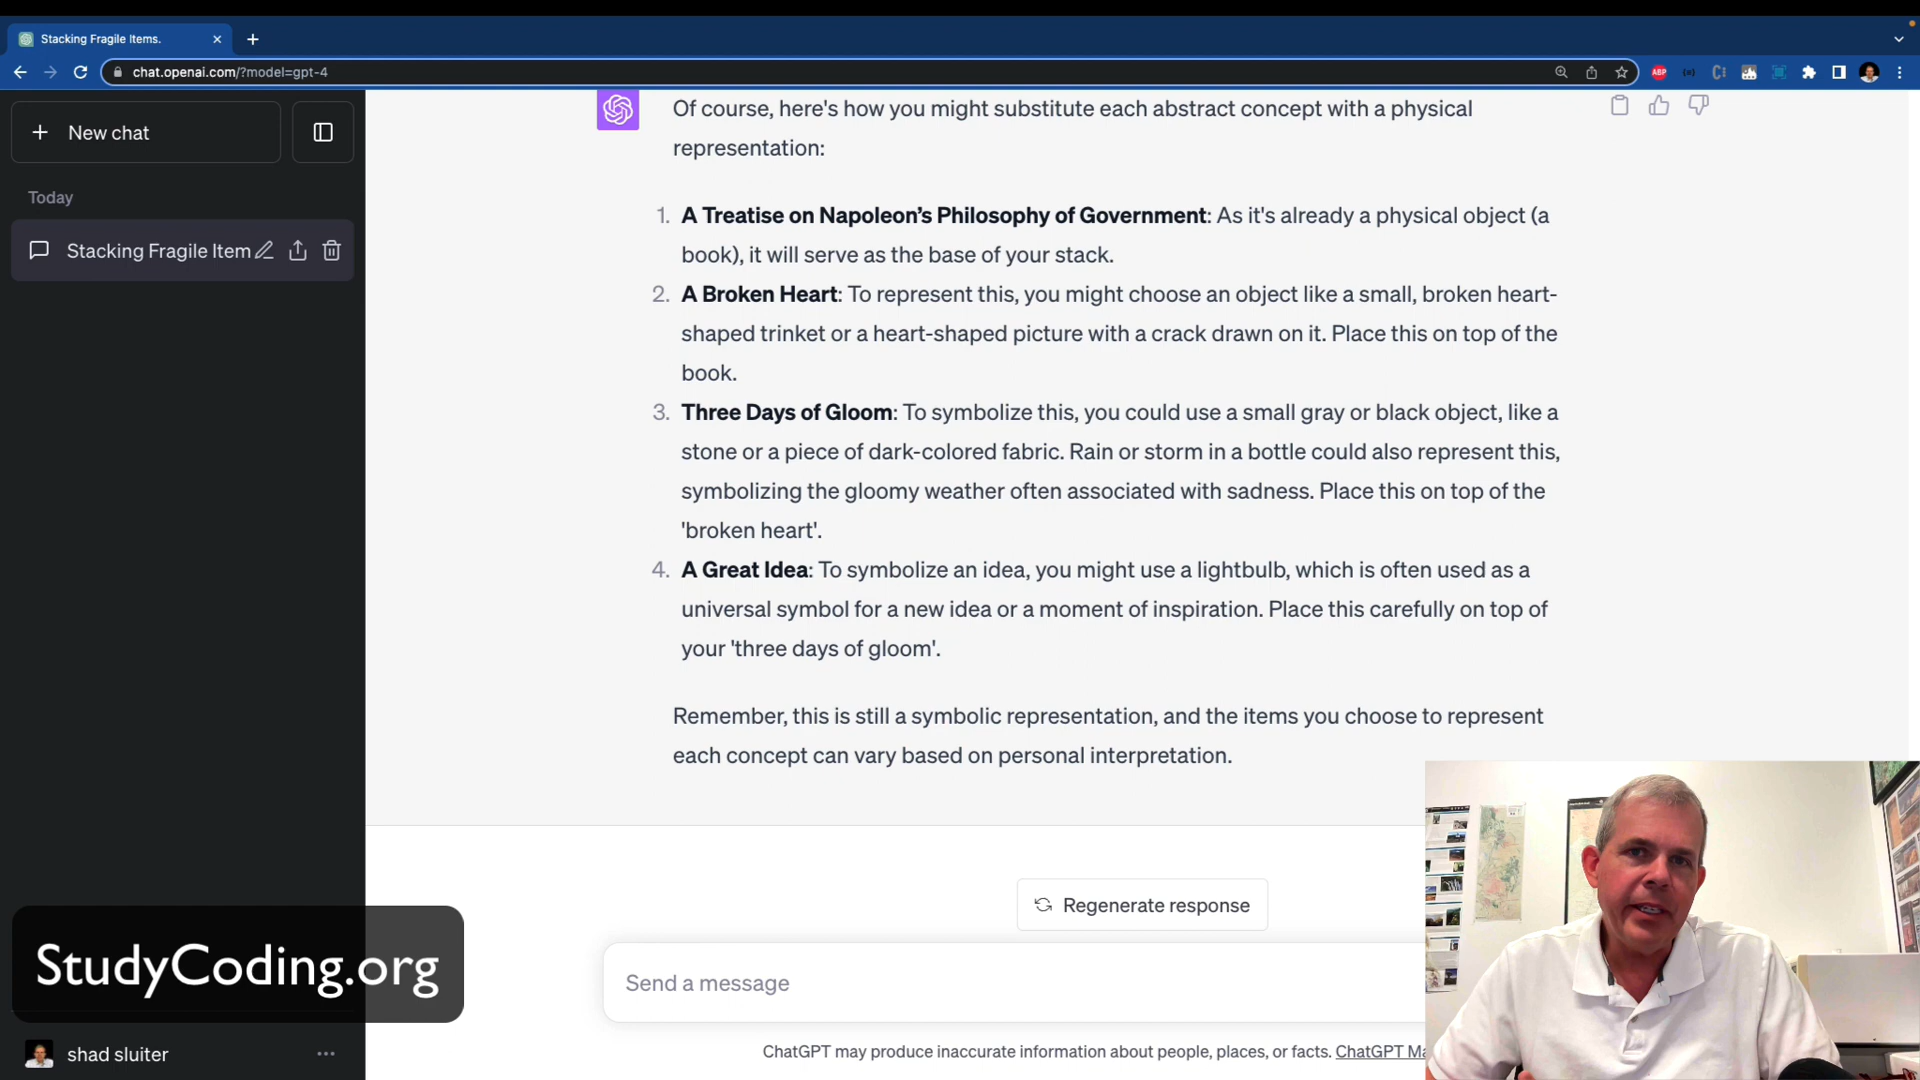 Stacking Fragile Items.
chat.openai.com/?model=gpt-4
ABP
New chat
Today
Stacking Fragile Item
Of course, here's how you might substitute each abstract concept with a physical
representation:
1. A Treatise on Napoleon’s Philosophy of Government: As it's already a physical object (a
book), it will serve as the base of your stack.
2. A Broken Heart: To represent this, you might choose an object like a small, broken heart-
shaped trinket or a heart-shaped picture with a crack drawn on it. Place this on top of the
book.
3. Three Days of Gloom: To symbolize this, you could use a small gray or black object, like a
stone or a piece of dark-colored fabric. Rain or storm in a bottle could also represent this,
symbolizing the gloomy weather often associated with sadness. Place this on top of the
'broken heart'.
4. A Great Idea: To symbolize an idea, you might use a lightbulb, which is often used as a
universal symbol for a new idea or a moment of inspiration. Place this carefully on top of
your 'three days of gloom'.
Remember, this is still a symbolic representation, and the items you choose to represent
each concept can vary based on personal interpretation.
Regenerate response
StudyCoding.org
Send a message
shad sluiter
ChatGPT may produce inaccurate information about people, places, or facts. ChatGPT Ma